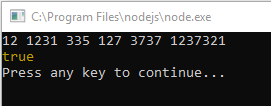 C:\Program Files\nodejs\node.exe
12 1231 335 127 3737 1237321
true
Press any key to continue...